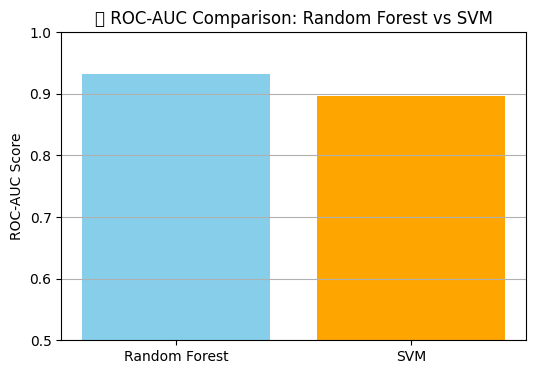 ROC-AUC Comparison: Random Forest vs SVM
1.0
0.9
0.8
0.7
0.6
0.5
ROC-AUC Score
Random Forest
SVM